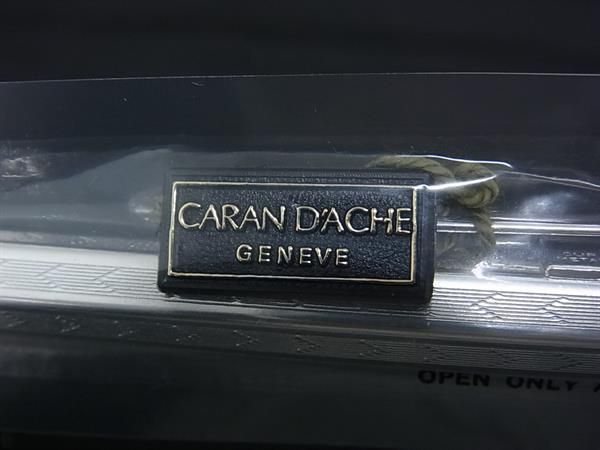 CARAN D'ACHE
GENEVE
OPEN ONLY